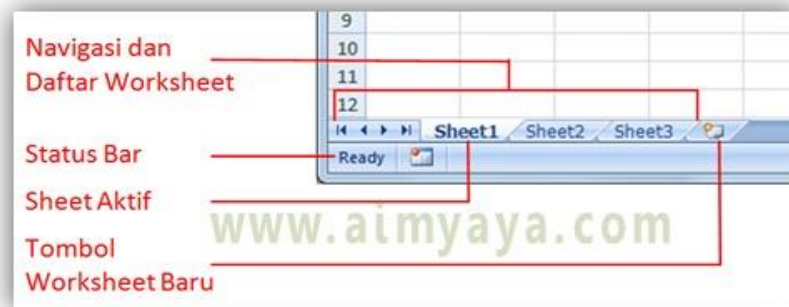 9
10
11
12
Navigasi dan
Daftar Worksheet
Sheet1 Sheet2 Sheet3
Status Bar
Ready
Sheet Aktif
www.aimyaya.com
Tombol
Worksheet Baru